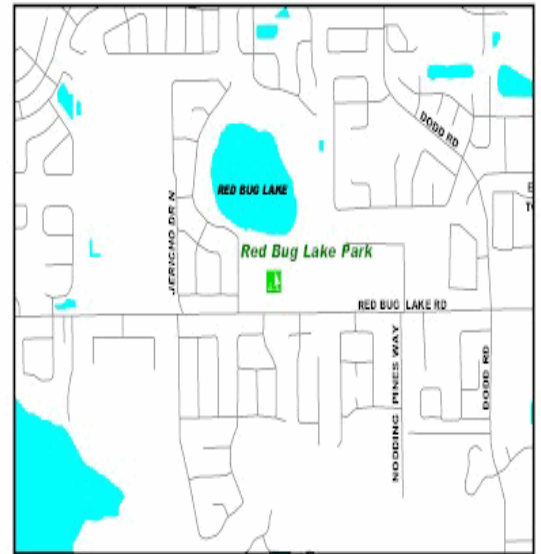 DODD RD
RED BUG LAKE
JERICHO DR N
Red Bug Lake Park
RED BUG LAKE RD
NODDING PINES WAY
DODD RD